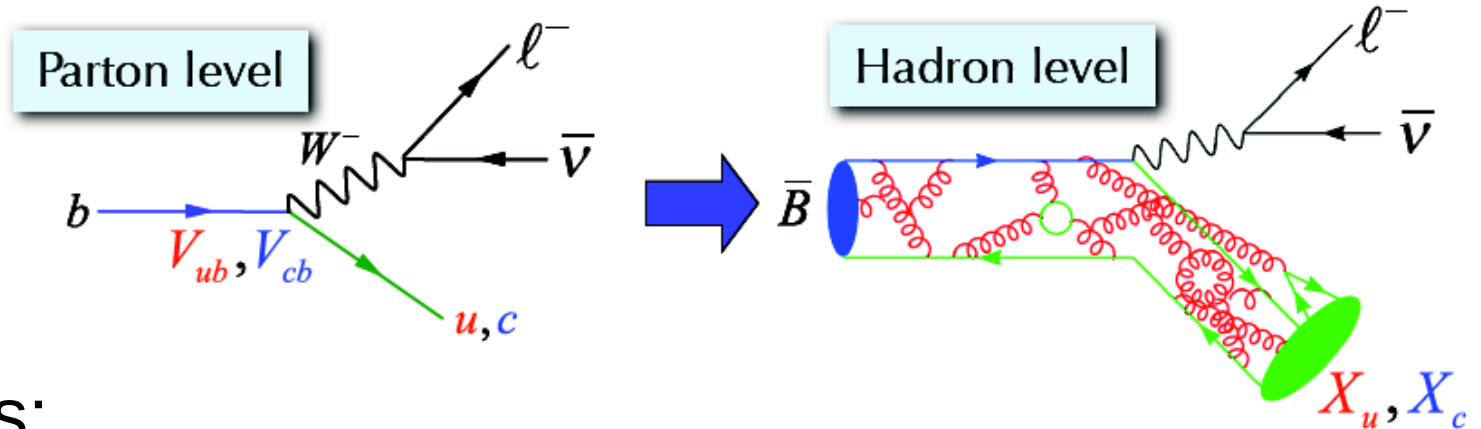 Parton level
W⁻
ℓ⁻
ν̅
b
V_ub, V_cb
u, c
Hadron level
ℓ⁻
ν̅
B̅
X_u, X_c
s: